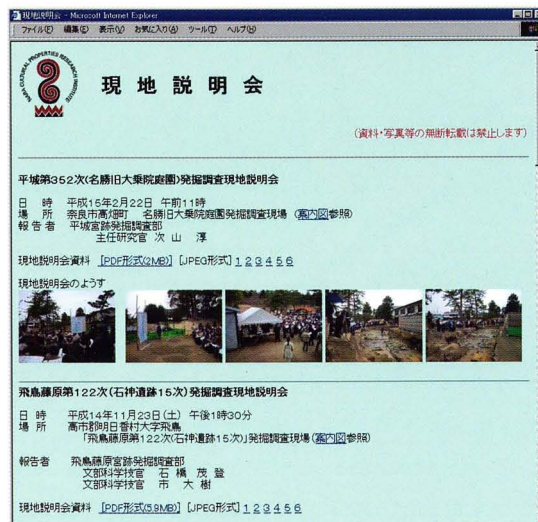 現地説明会 - Microsoft Internet Explorer
ファイル(F) 編集(E) 表示(V) お気に入り(A) ツール(T) ヘルプ(H)
NARA CULTURAL PROPERTIES RESEARCH INSTITUTE
現地説明会
(資料・写真等の無断転載は禁止します)
平城第352次(名勝旧大乗院庭園)発掘調査現地説明会
日 時 平成15年2月22日 午前11時
場 所 奈良市高畑町 名勝旧大乗院庭園発掘調査現場 (案内図参照)
報告者 平城宮跡発掘調査部
主任研究官 次 山 淳
現地説明会資料 [PDF形式(2MB)] [JPEG形式] 1 2 3 4 5 6
現地説明会のようす
飛鳥藤原第122次(石神遺跡15次)発掘調査現地説明会
日 時 平成14年11月23日(土) 午後1時30分
場 所 高市郡明日香村大字飛鳥
「飛鳥藤原第122次(石神遺跡15次)」発掘調査現場(案内図参照)
報告者 飛鳥藤原宮跡発掘調査部
文部科学技官 石 橋 茂 登
文部科学技官 市 大 樹
現地説明会資料 [PDF形式(5.9MB)] [JPEG形式] 1 2 3 4 5 6